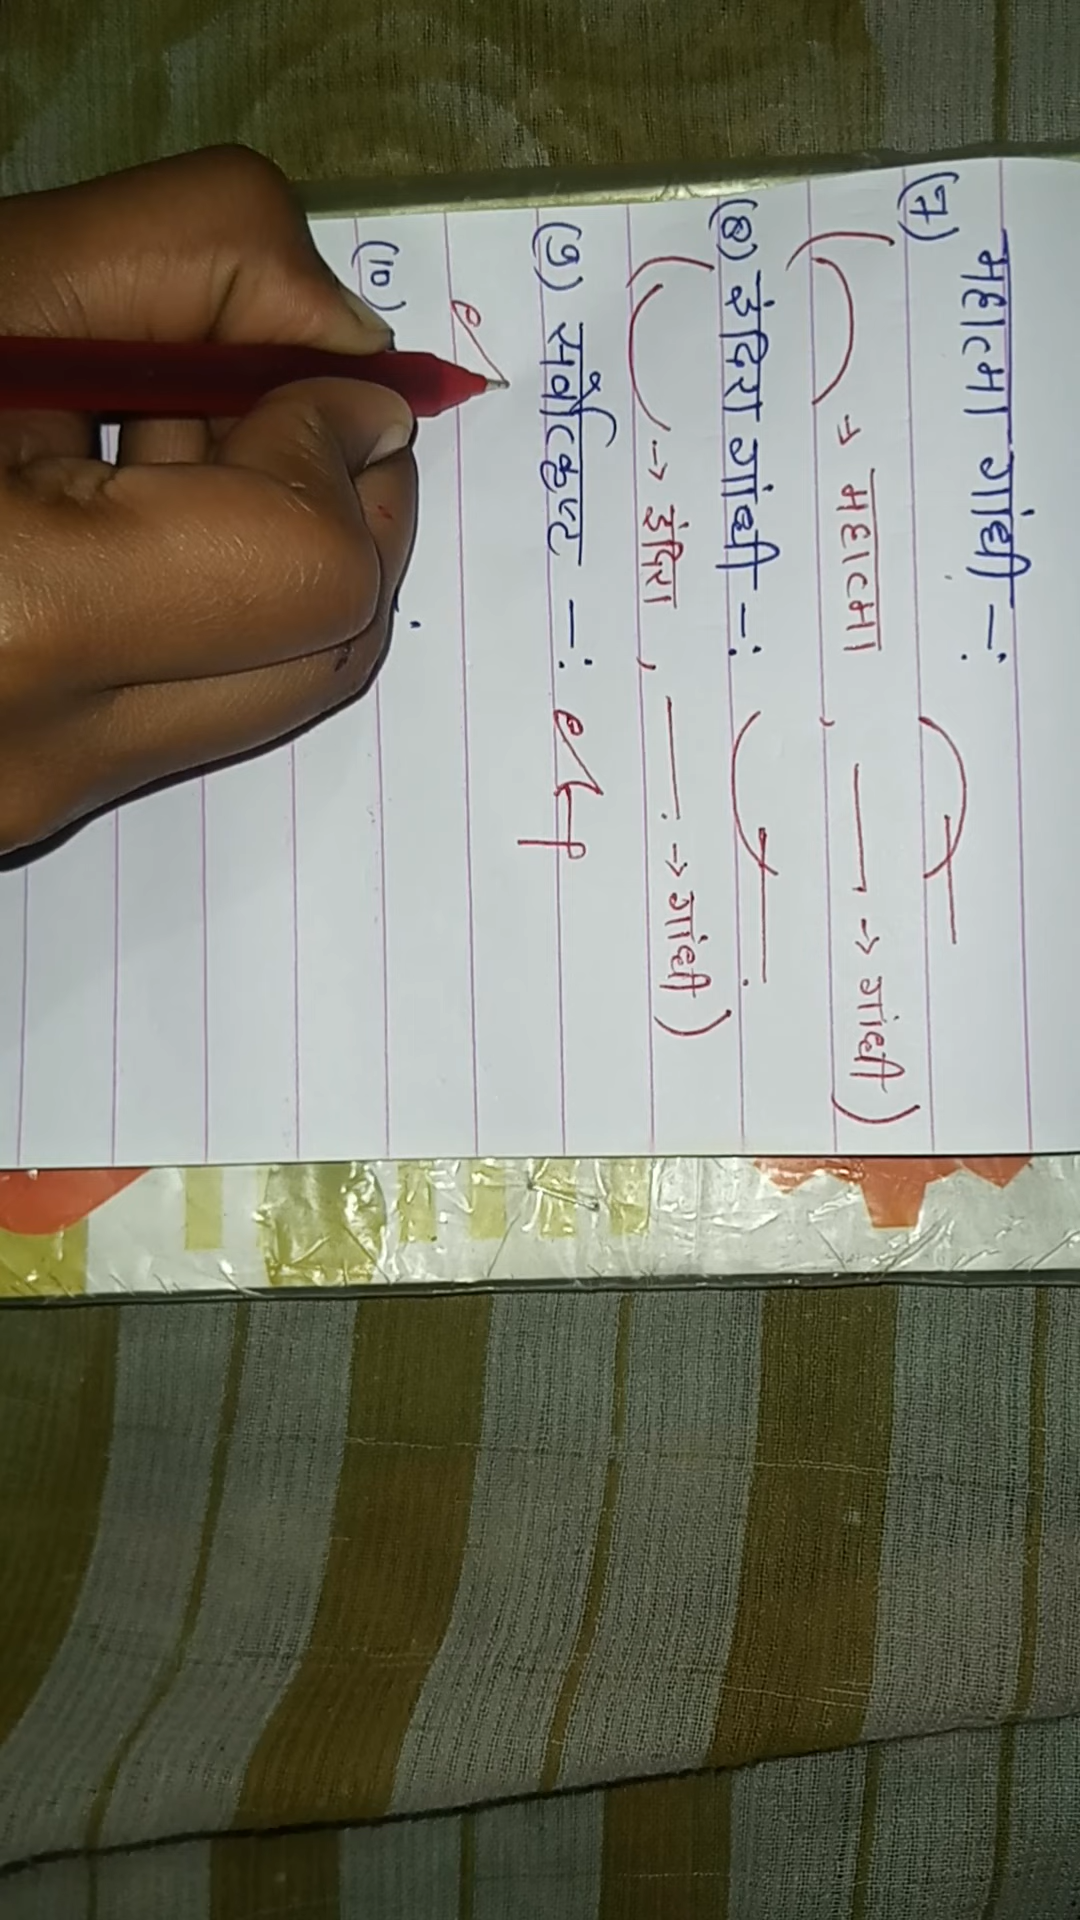 (7) महात्मा गांधी -:
( → महात्मा , → गांधी )
(8) इंदिरा गांधी -:
( → इंदिरा , → गांधी )
(9) सर्वोत्कृष्ट -:
(10)